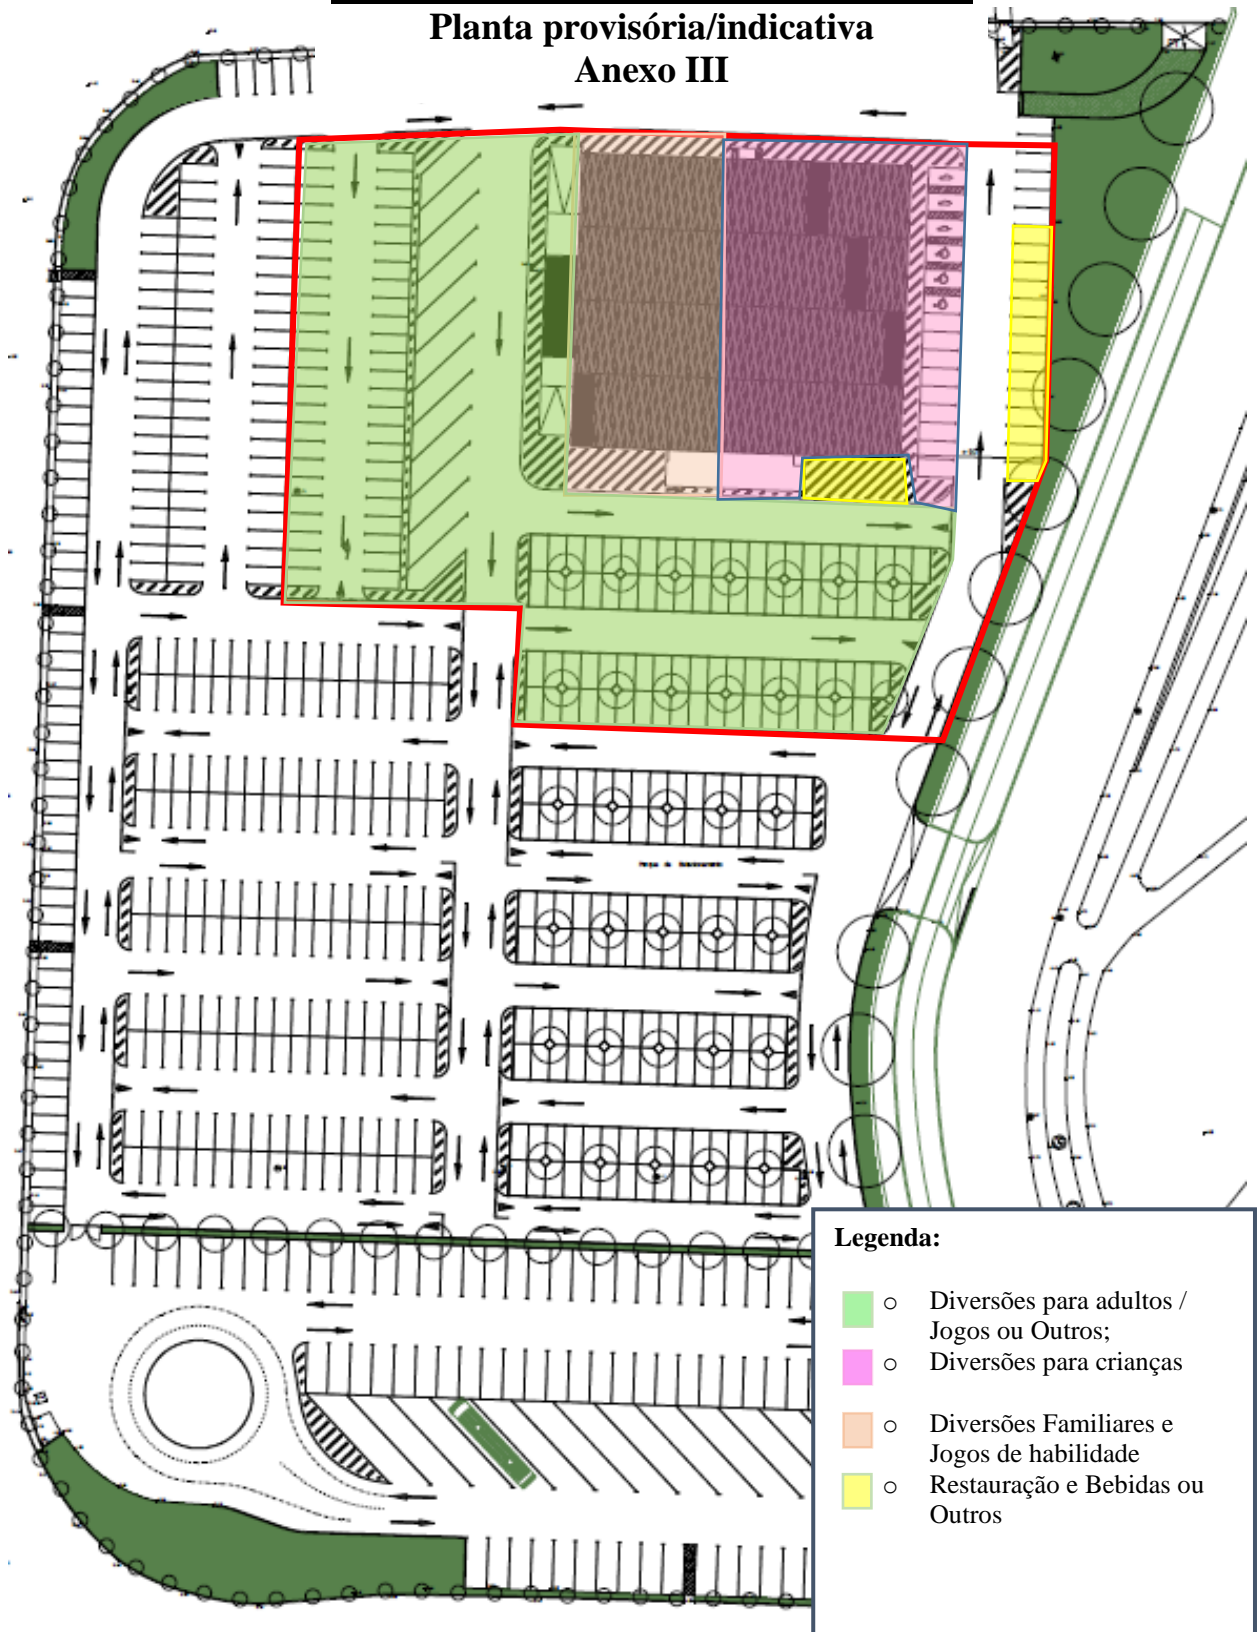 Planta provisória/indicativa
Anexo III
Legenda:
○ Diversões para adultos /
Jogos ou Outros;
○ Diversões para crianças
○ Diversões Familiares e
Jogos de habilidade
○ Restauração e Bebidas ou
Outros